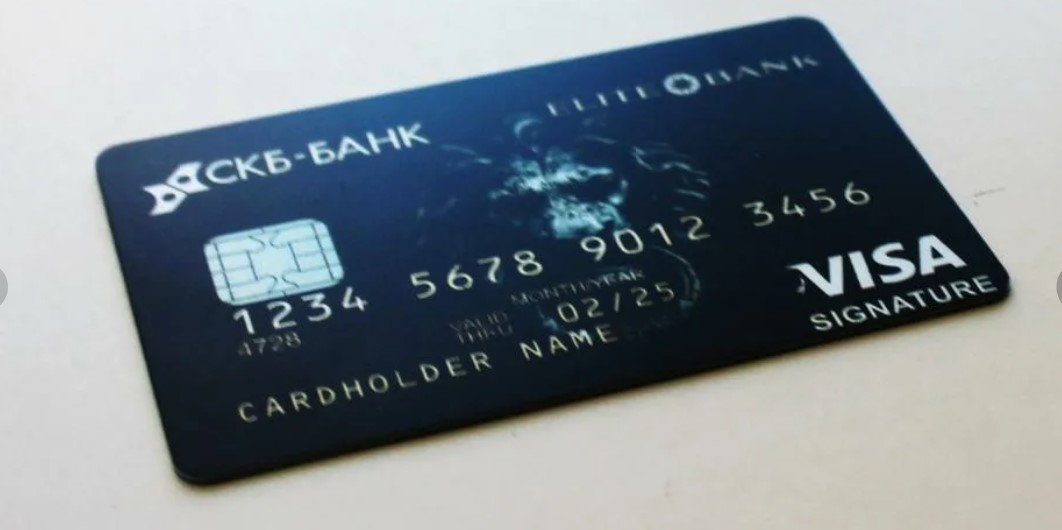 ELITE BANK
СКБ-БАНК
1234 5678 9012 3456
4728
MONTH/YEAR
VALID THRU 02/25
CARDHOLDER NAME
VISA
SIGNATURE